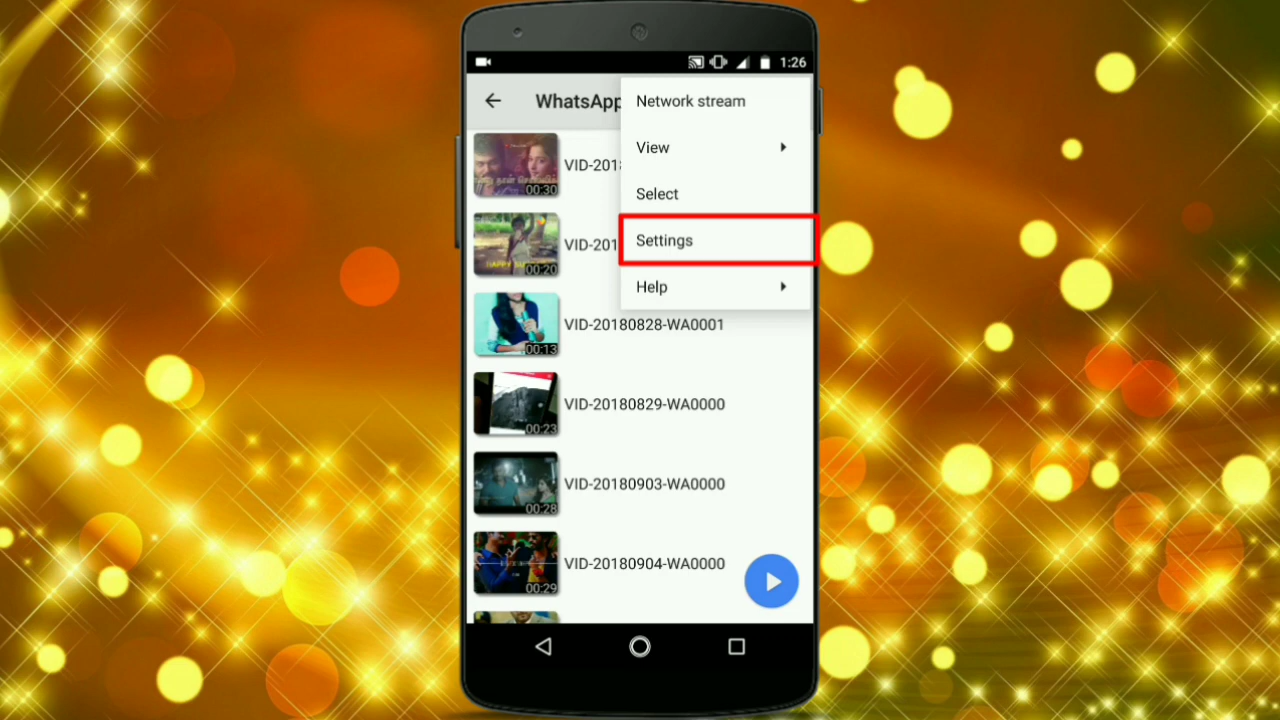 1:26
WhatsApp
Network stream
View
Select
Settings
Help
00:30
VID-201
00:20
VID-201
00:13
VID-20180828-WA0001
00:23
VID-20180829-WA0000
00:28
VID-20180903-WA0000
00:29
VID-20180904-WA0000